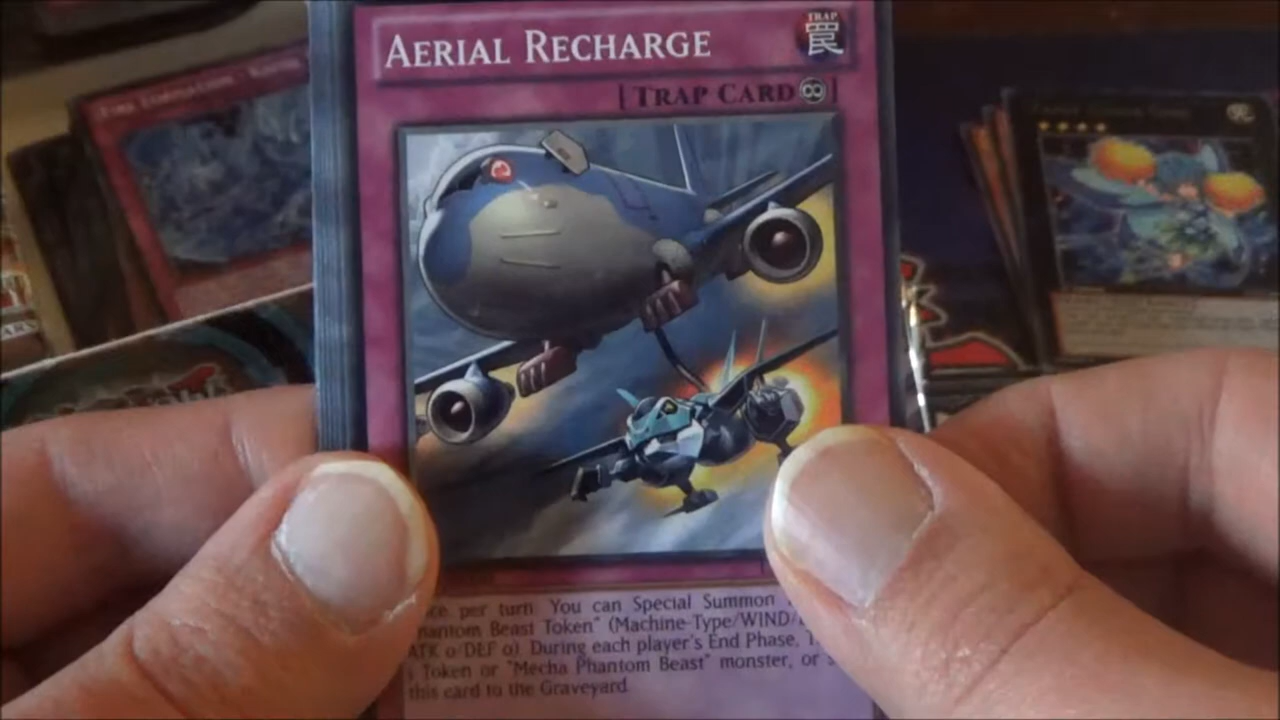 AERIAL RECHARGE
TRAP
罠
[TRAP CARD ∞]
ce per turn You can Special Summon
hantom Beast Token" (Machine-Type/WIND/
ATK 0/DEF 0). During each player's End Phase,
s Token or "Mecha Phantom Beast" monster, or s
this card to the Graveyard.